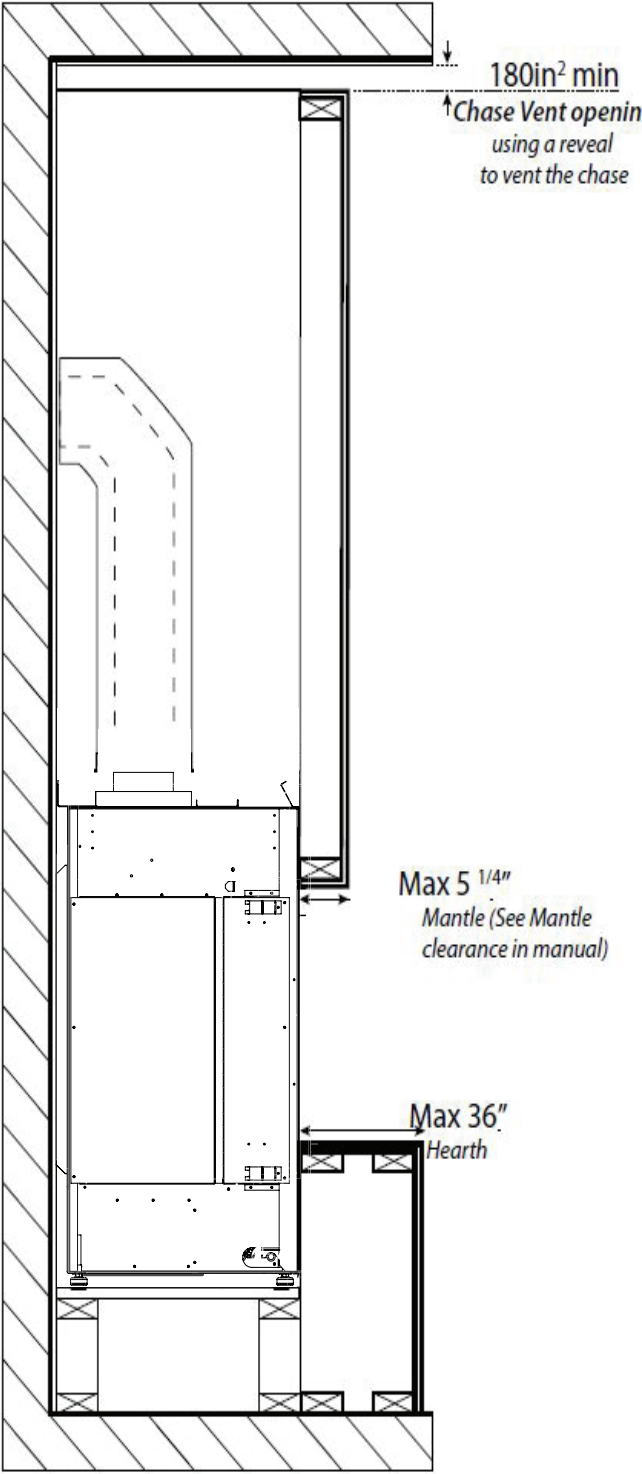 180in² min
Chase Vent openin
using a reveal
to vent the chase
Max 5 1/4"
Mantle (See Mantle
clearance in manual)
Max 36"
Hearth